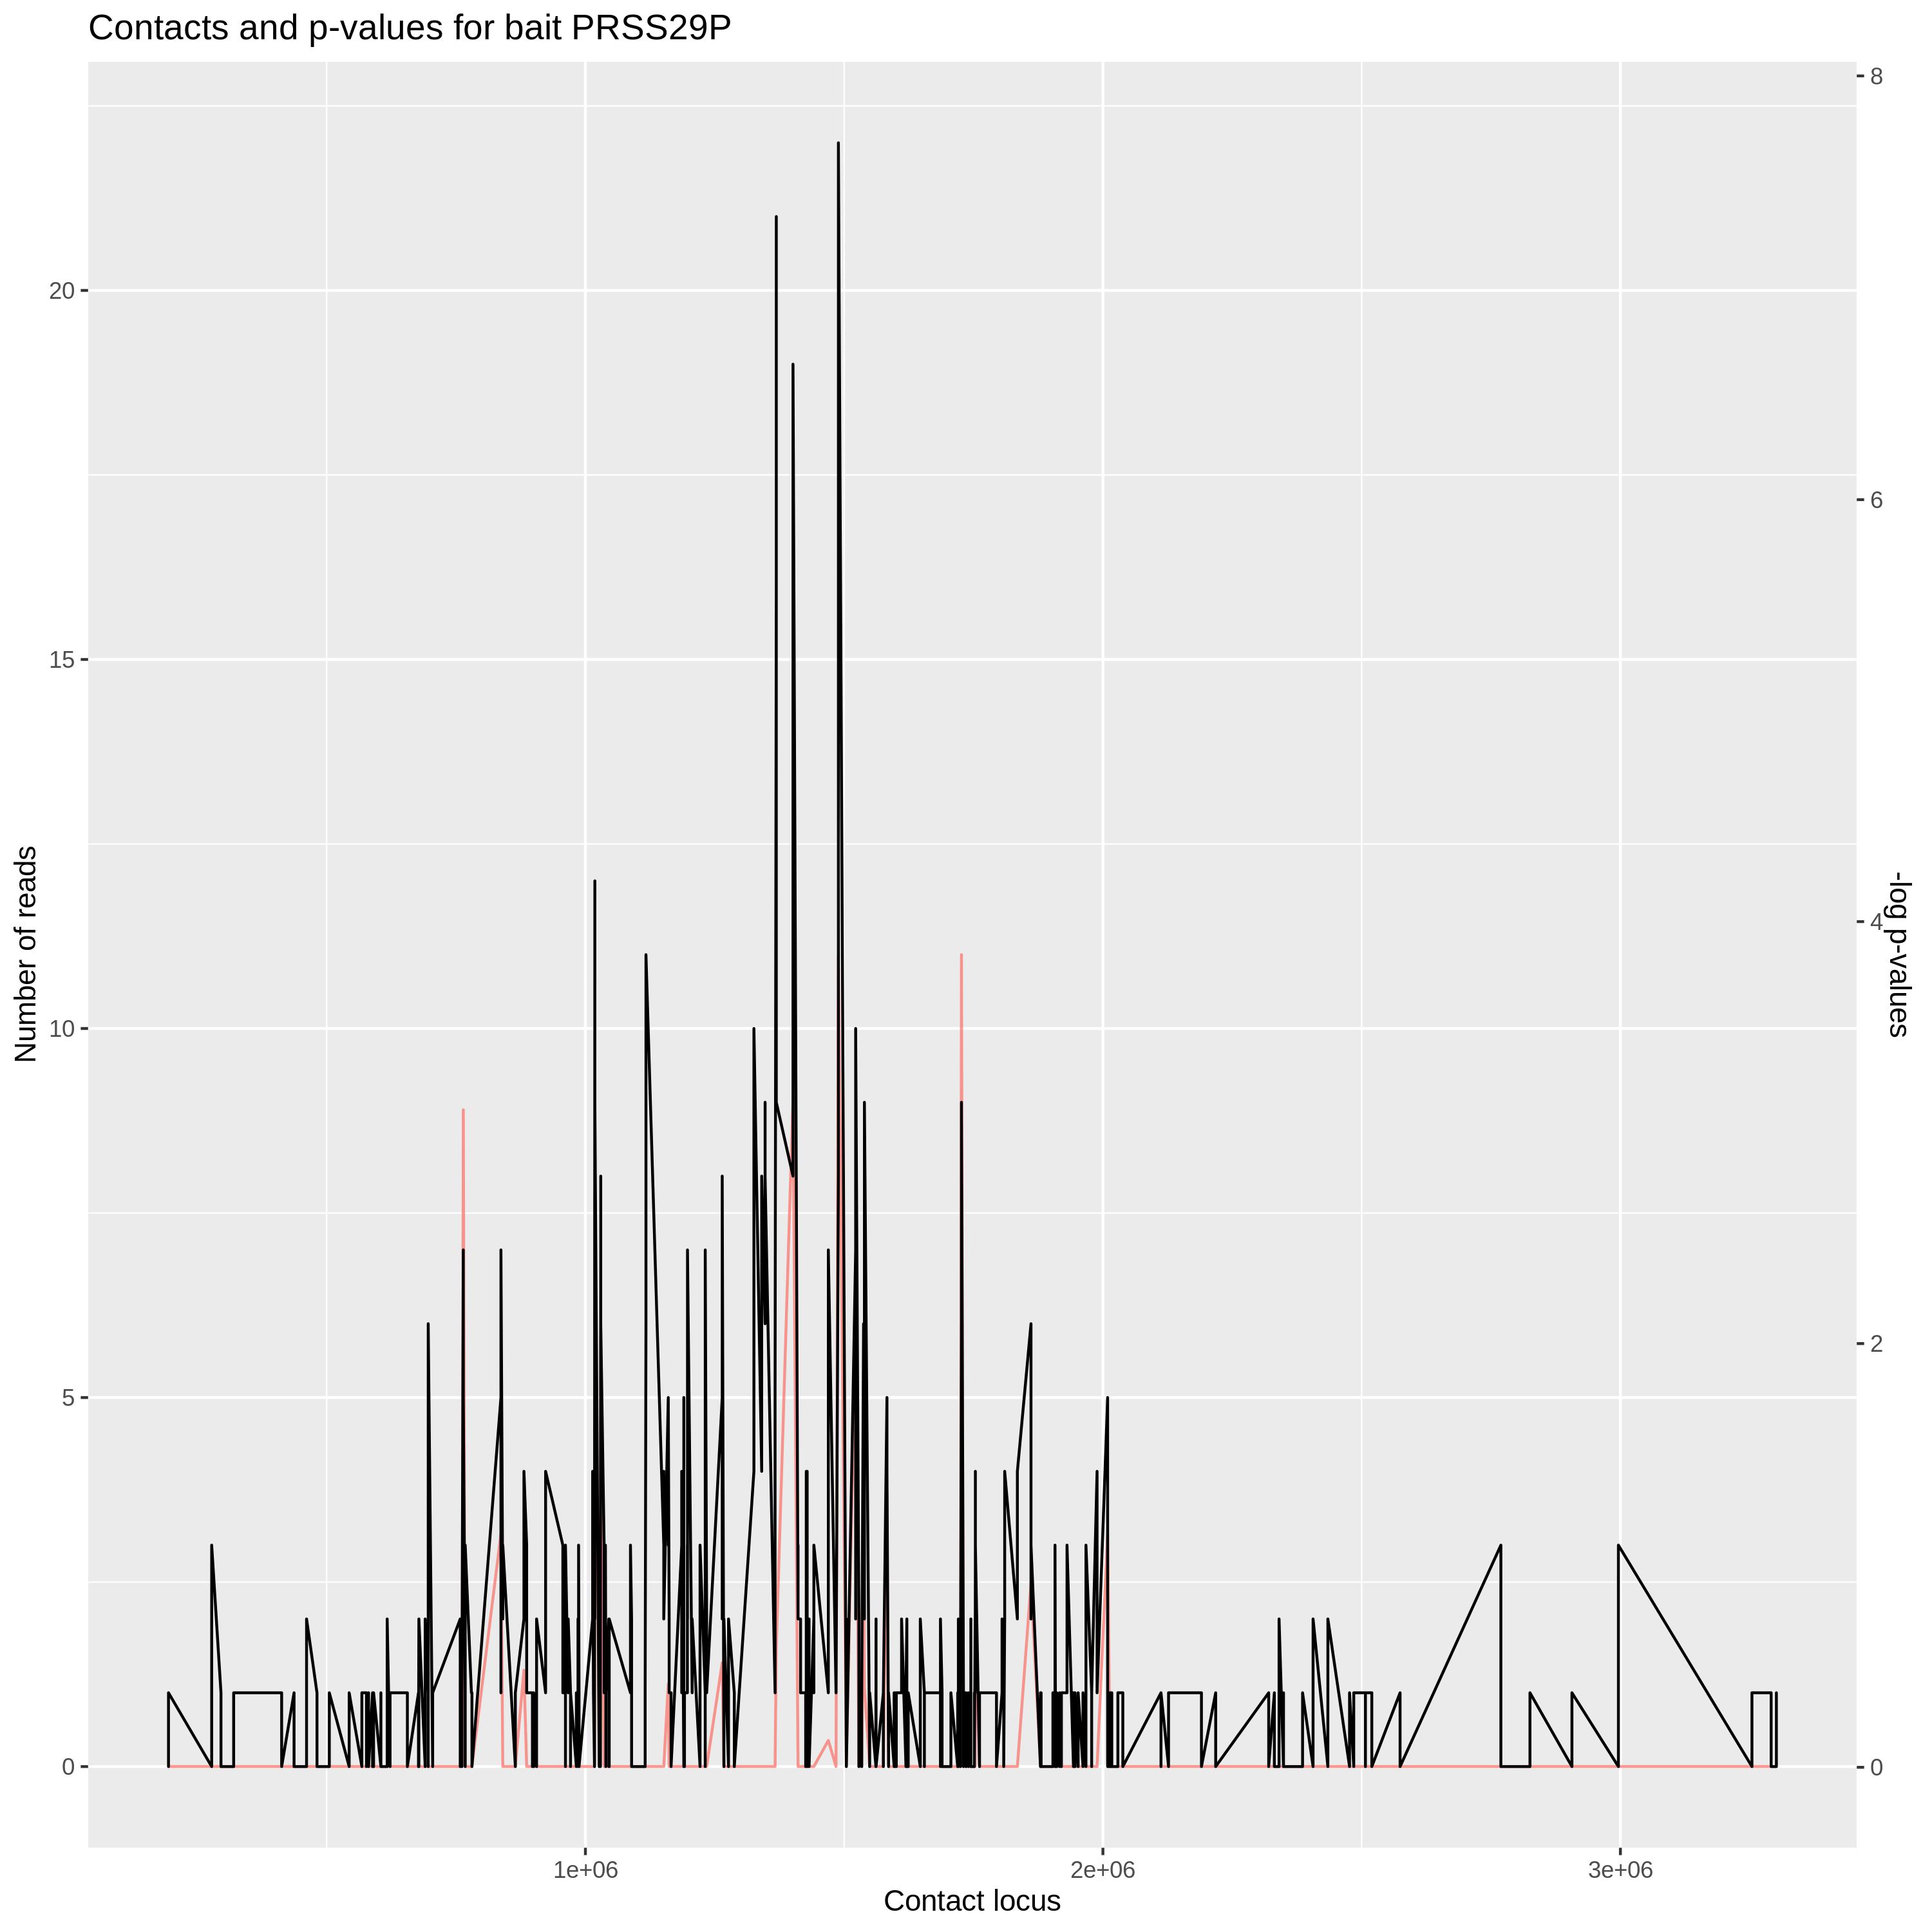 Contacts and p-values for bait PRSS29P
Number of reads
20
15
10
5
0
8
6
4
2
0
-log p-values
1e+06
2e+06
3e+06
Contact locus